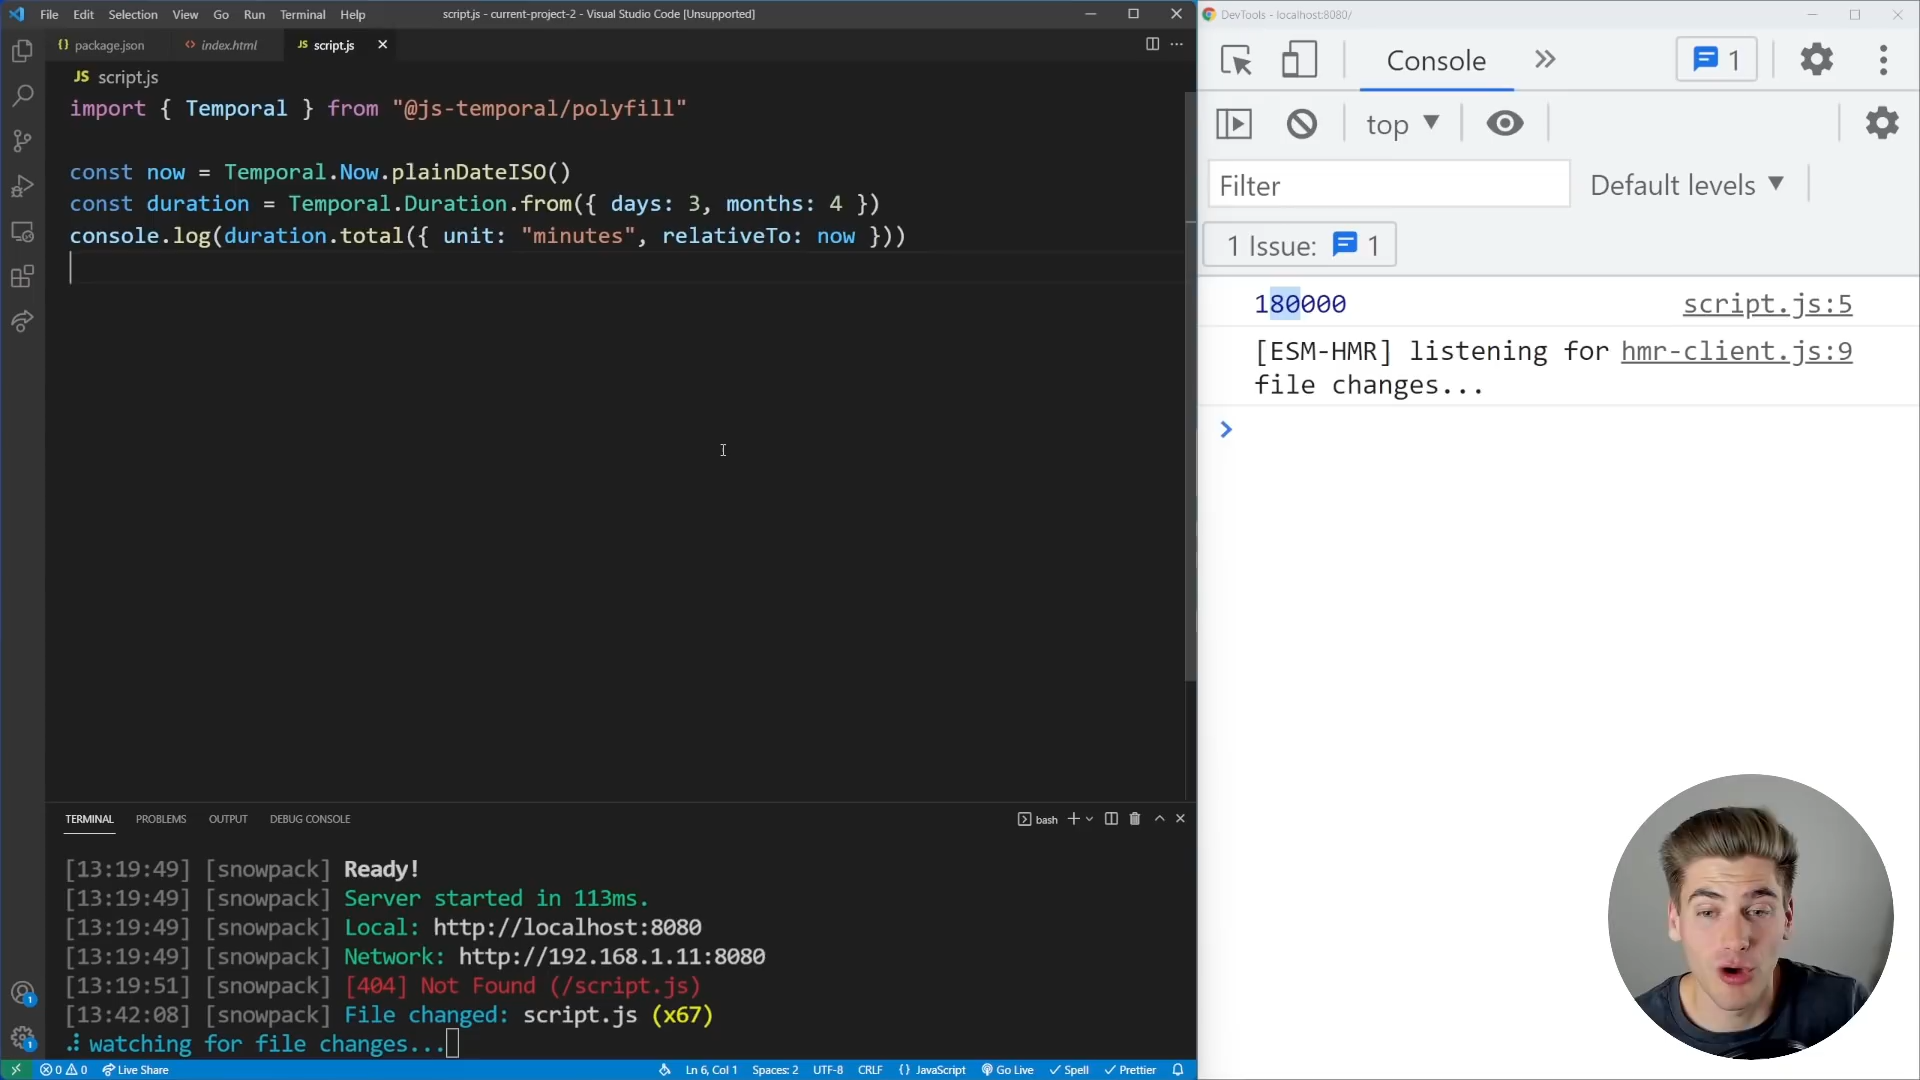 File Edit Selection View Go Run Terminal Help
script.js - current-project-2 - Visual Studio Code [Unsupported]
{} package.json
<> index.html
JS script.js
JS script.js
import { Temporal } from "@js-temporal/polyfill"
const now = Temporal.Now.plainDateISO()
const duration = Temporal.Duration.from({ days: 3, months: 4 })
console.log(duration.total({ unit: "minutes", relativeTo: now }))
TERMINAL PROBLEMS OUTPUT DEBUG CONSOLE
bash
[13:19:49] [snowpack] Ready!
[13:19:49] [snowpack] Server started in 113ms.
[13:19:49] [snowpack] Local: http://localhost:8080
[13:19:49] [snowpack] Network: http://192.168.1.11:8080
[13:19:51] [snowpack] [404] Not Found (/script.js)
[13:42:08] [snowpack] File changed: script.js (x67)
watching for file changes...
1
1
0 0 Live Share
Ln 6, Col 1 Spaces: 2 UTF-8 CRLF {} JavaScript Go Live Spell Prettier
DevTools - localhost:8080/
Console
1
top
Filter
Default levels
1 Issue: 1
180000 script.js:5
[ESM-HMR] listening for hmr-client.js:9
file changes...